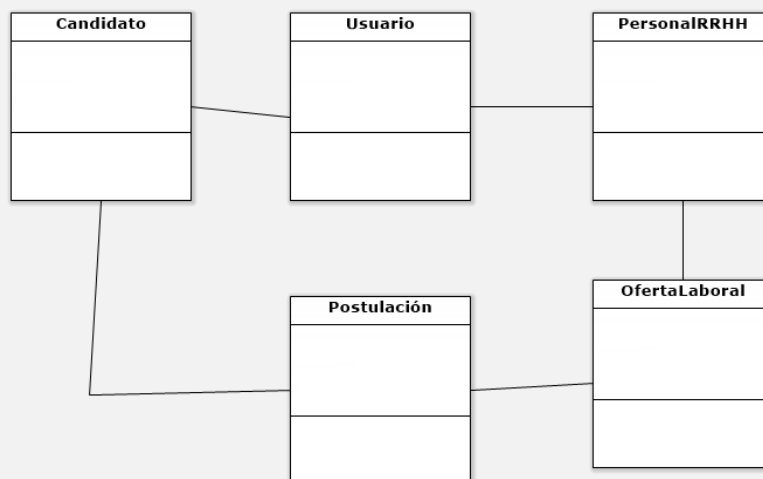 Candidato
Usuario
PersonalRRHH
Postulación
OfertaLaboral